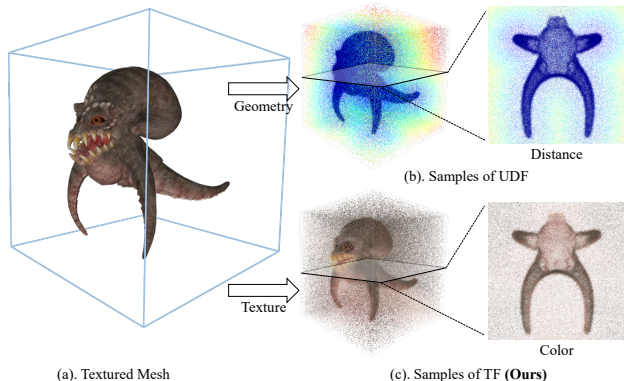 Geometry
Distance
(b). Samples of UDF
Texture
Color
(a). Textured Mesh
(c). Samples of TF (Ours)